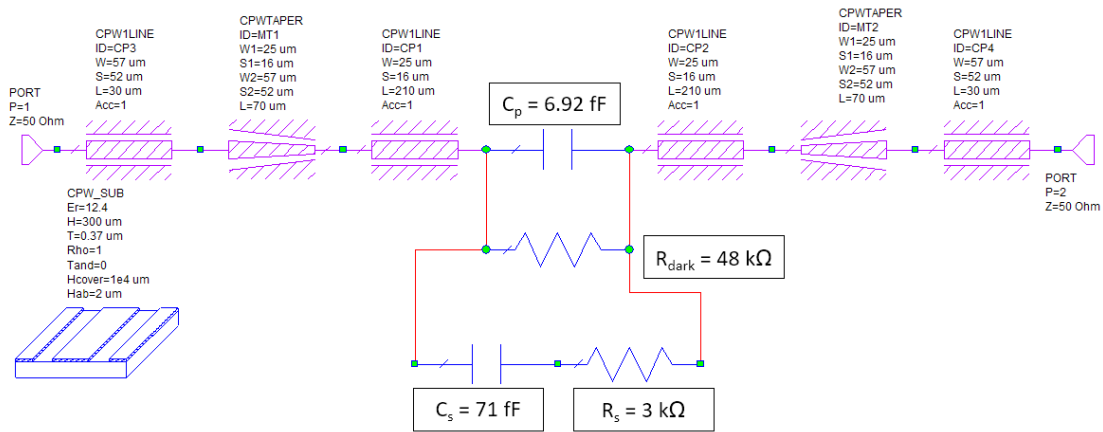 PORT
P=1
Z=50 Ohm
CPW1LINE
ID=CP3
W=57 um
S=52 um
L=30 um
Acc=1
CPWTAPER
ID=MT1
W1=25 um
S1=16 um
W2=57 um
S2=52 um
L=70 um
CPW1LINE
ID=CP1
W=25 um
S=16 um
L=210 um
Acc=1
Cp = 6.92 fF
CPW1LINE
ID=CP2
W=25 um
S=16 um
L=210 um
Acc=1
CPWTAPER
ID=MT2
W1=25 um
S1=16 um
W2=57 um
S2=52 um
L=70 um
CPW1LINE
ID=CP4
W=57 um
S=52 um
L=30 um
Acc=1
PORT
P=2
Z=50 Ohm
CPW_SUB
Er=12.4
H=300 um
T=0.37 um
Rho=1
Tand=0
Hcover=1e4 um
Hab=2 um
Rdark = 48 kΩ
Cs = 71 fF
Rs = 3 kΩ